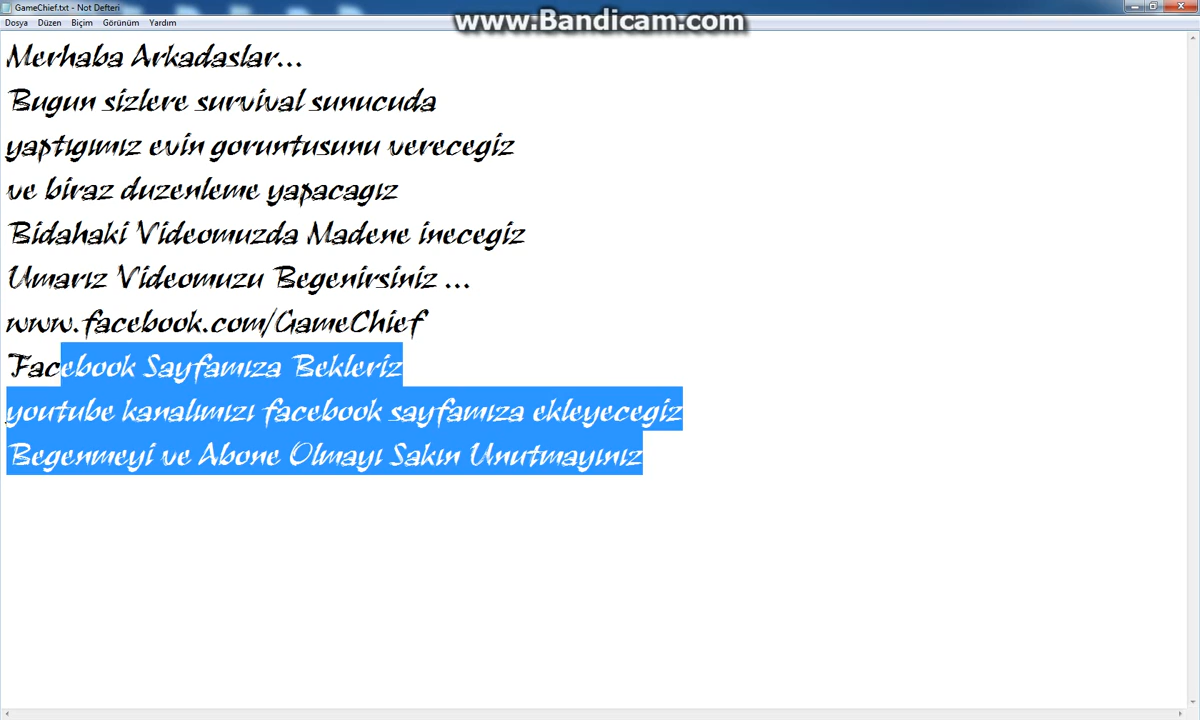 GameChief.txt - Not Defteri
www.Bandicam.com
Dosya Düzen Biçim Görünüm Yardım
Merhaba Arkadaslar...
Bugun sizlere survival sunucuda
yaptıgımız evin goruntusunu verecegiz
ve biraz duzenleme yapacagız
Bidahaki Videomuzda Madene inecegiz
Umarız Videomuzu Begenirsiniz ...
www.facebook.com/GameChief
Facebook Sayfamıza Bekleriz
youtube kanalımızı facebook sayfamıza ekleyecegiz
Begenmeyi ve Abone Olmayı Sakın Unutmayınız